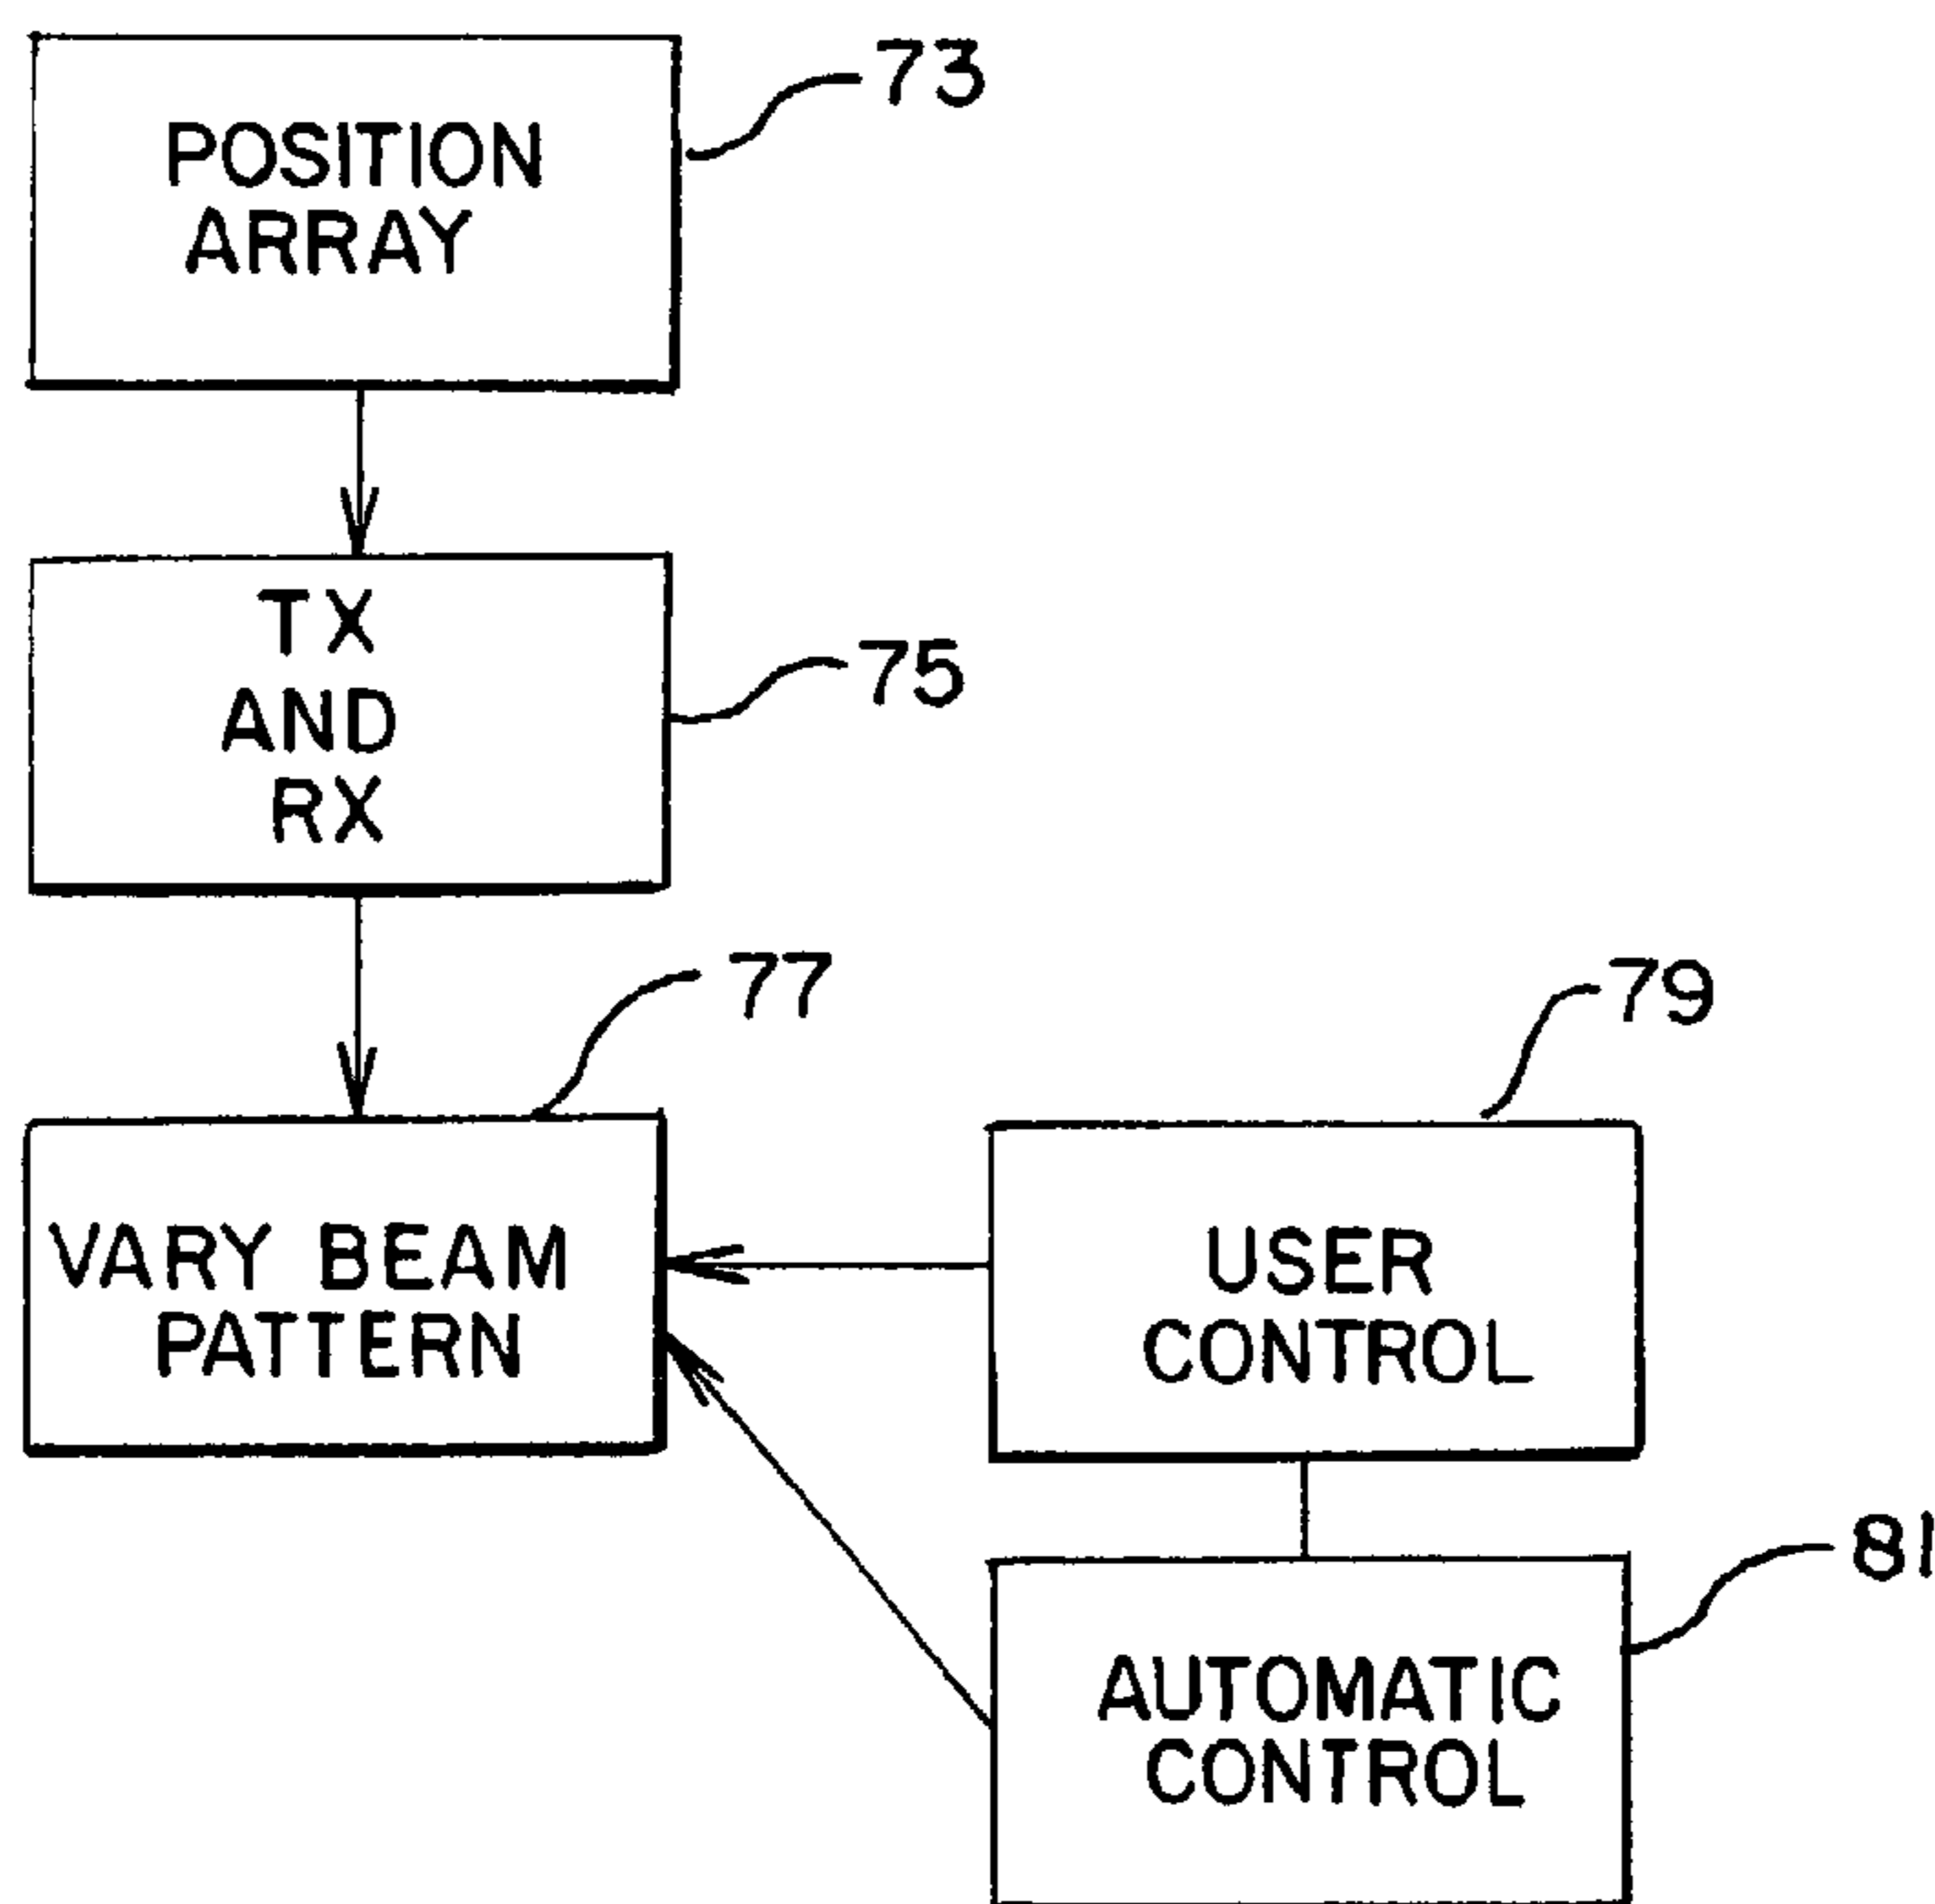 POSITION
ARRAY
73
TX
AND
RX
75
77
VARY BEAM
PATTERN
79
USER
CONTROL
81
AUTOMATIC
CONTROL